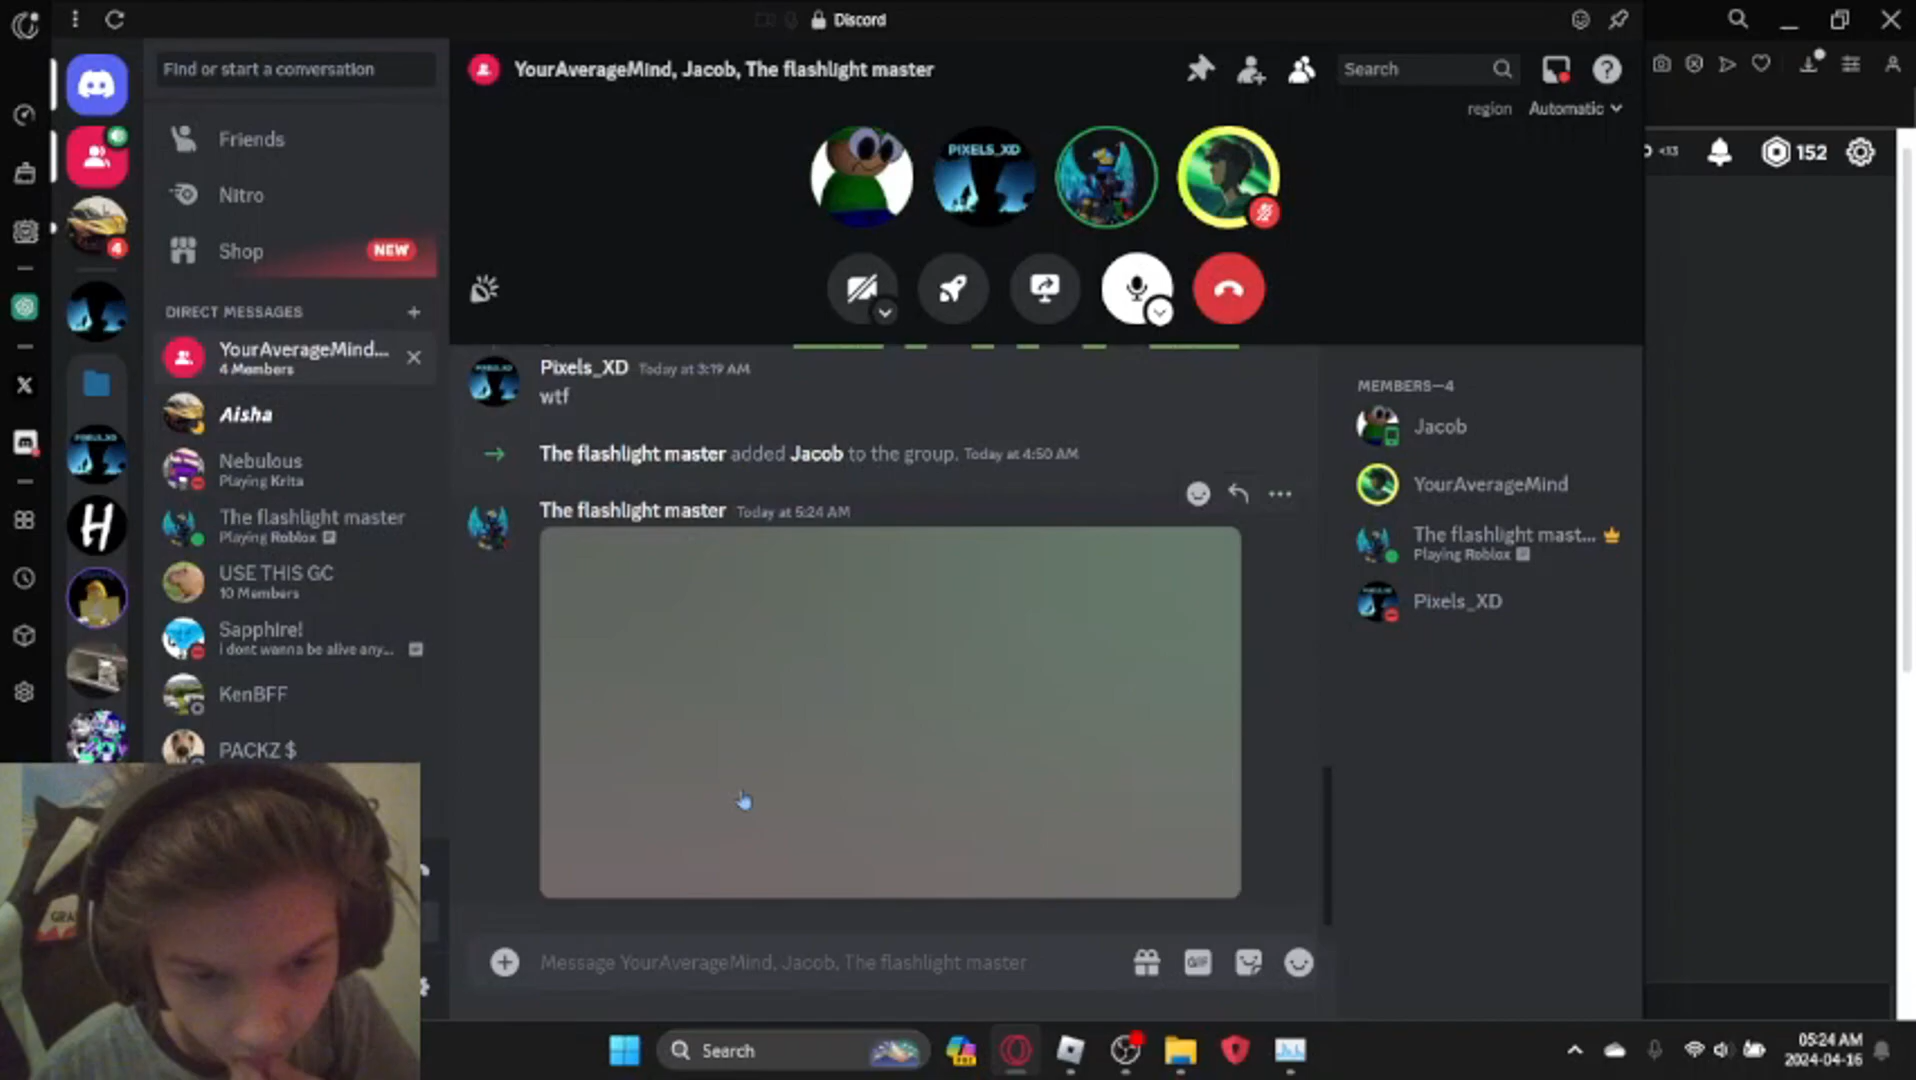 Discord
Find or start a conversation
YourAverageMind, Jacob, The flashlight master
Search
region
Automatic
152
Friends
Nitro
Shop
NEW
PIXELS_XD
DIRECT MESSAGES
YourAverageMind...
4 Members
Aisha
4
Nebulous
Playing Krita
The flashlight master
Playing Roblox
USE THIS GC
10 Members
Sapphire!
i dont wanna be alive any...
KenBFF
PACKZ $
Pixels_XD Today at 3:19 AM
wtf
The flashlight master added Jacob to the group. Today at 4:50 AM
The flashlight master Today at 5:24 AM
MEMBERS—4
Jacob
YourAverageMind
The flashlight mast...
Playing Roblox
Pixels_XD
Message YourAverageMind, Jacob, The flashlight master
GIF
Search
05:24 AM
2024-04-16